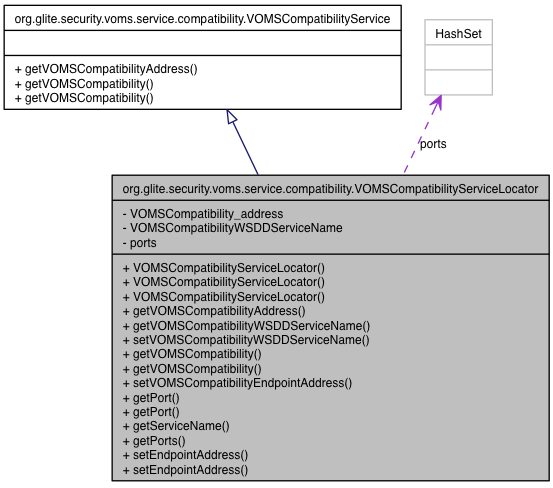 org.glite.security.voms.service.compatibility.VOMSCompatibilityService
+ getVOMSCompatibilityAddress()
+ getVOMSCompatibility()
+ getVOMSCompatibility()
HashSet
ports
org.glite.security.voms.service.compatibility.VOMSCompatibilityServiceLocator
- VOMSCompatibility_address
- VOMSCompatibilityWSDDServiceName
- ports
+ VOMSCompatibilityServiceLocator()
+ VOMSCompatibilityServiceLocator()
+ VOMSCompatibilityServiceLocator()
+ getVOMSCompatibilityAddress()
+ getVOMSCompatibilityWSDDServiceName()
+ setVOMSCompatibilityWSDDServiceName()
+ getVOMSCompatibility()
+ getVOMSCompatibility()
+ setVOMSCompatibilityEndpointAddress()
+ getPort()
+ getPort()
+ getServiceName()
+ getPorts()
+ setEndpointAddress()
+ setEndpointAddress()